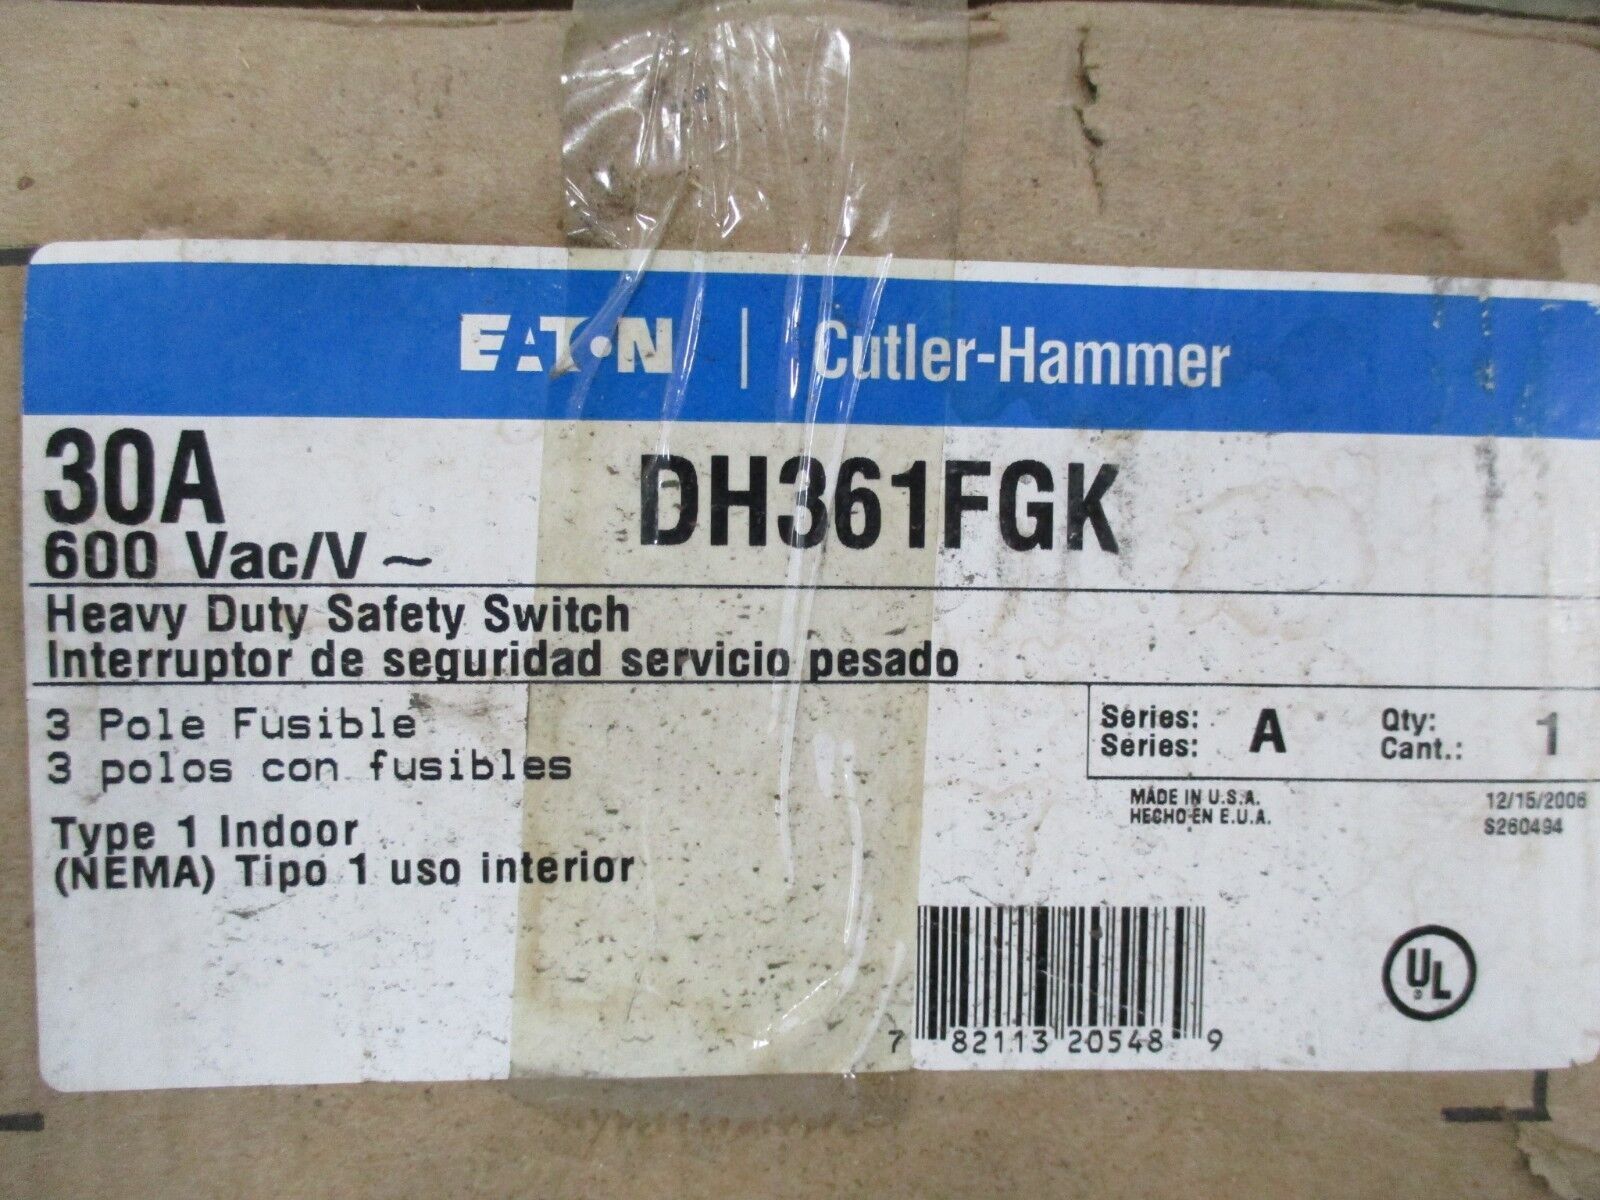 EATON | Cutler-Hammer
30A DH361FGK
600 Vac/V ~
Heavy Duty Safety Switch
Interruptor de seguridad servicio pesado
3 Pole Fusible
3 polos con fusibles
Type 1 Indoor
(NEMA) Tipo 1 uso interior
Series: A Qty: 1
Series: Cant.:
MADE IN U.S.A.
HECHO EN E.U.A.
12/15/2006
S260494
7 82113 20548 9
UL